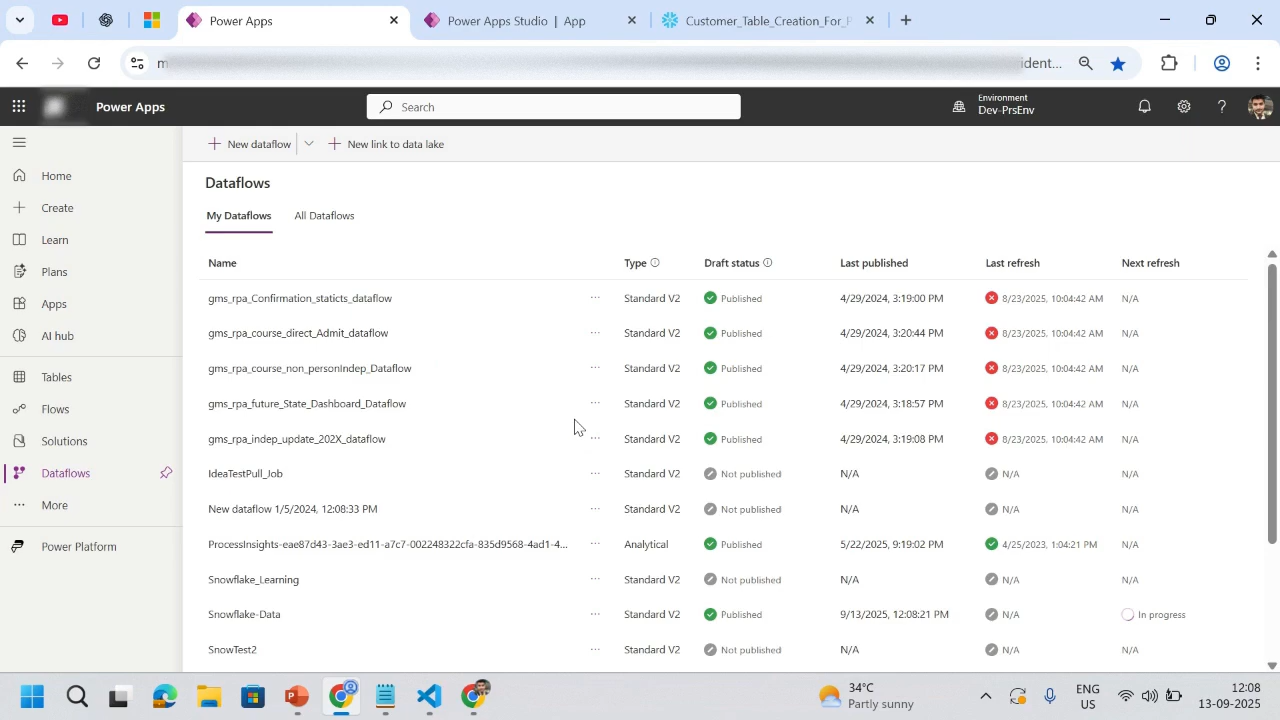 Power Apps
Power Apps Studio | App
Customer_Table_Creation_For_P
m
ident...
Power Apps
Search
Environment
Dev-PrsEnv
New dataflow
New link to data lake
Home
Create
Learn
Plans
Apps
AI hub
Tables
Flows
Solutions
Dataflows
More
Power Platform
Dataflows
My Dataflows All Dataflows
Name Type Draft status Last published Last refresh Next refresh
gms_rpa_Confirmation_staticts_dataflow ... Standard V2 Published 4/29/2024, 3:19:00 PM 8/23/2025, 10:04:42 AM N/A
gms_rpa_course_direct_Admit_dataflow ... Standard V2 Published 4/29/2024, 3:20:44 PM 8/23/2025, 10:04:42 AM N/A
gms_rpa_course_non_personIndep_Dataflow ... Standard V2 Published 4/29/2024, 3:20:17 PM 8/23/2025, 10:04:42 AM N/A
gms_rpa_future_State_Dashboard_Dataflow ... Standard V2 Published 4/29/2024, 3:18:57 PM 8/23/2025, 10:04:42 AM N/A
gms_rpa_indep_update_202X_dataflow ... Standard V2 Published 4/29/2024, 3:19:08 PM 8/23/2025, 10:04:42 AM N/A
IdeaTestPull_Job ... Standard V2 Not published N/A N/A N/A
New dataflow 1/5/2024, 12:08:33 PM ... Standard V2 Not published N/A N/A N/A
ProcessInsights-eae87d43-3ae3-ed11-a7c7-002248322cfa-835d9568-4ad1-4... ... Analytical Published 5/22/2025, 9:19:02 PM 4/25/2023, 1:04:21 PM N/A
Snowflake_Learning ... Standard V2 Not published N/A N/A N/A
Snowflake-Data ... Standard V2 Published 9/13/2025, 12:08:21 PM N/A In progress
SnowTest2 ... Standard V2 Not published N/A N/A N/A
34°C
Partly sunny
ENG
US
12:08
13-09-2025